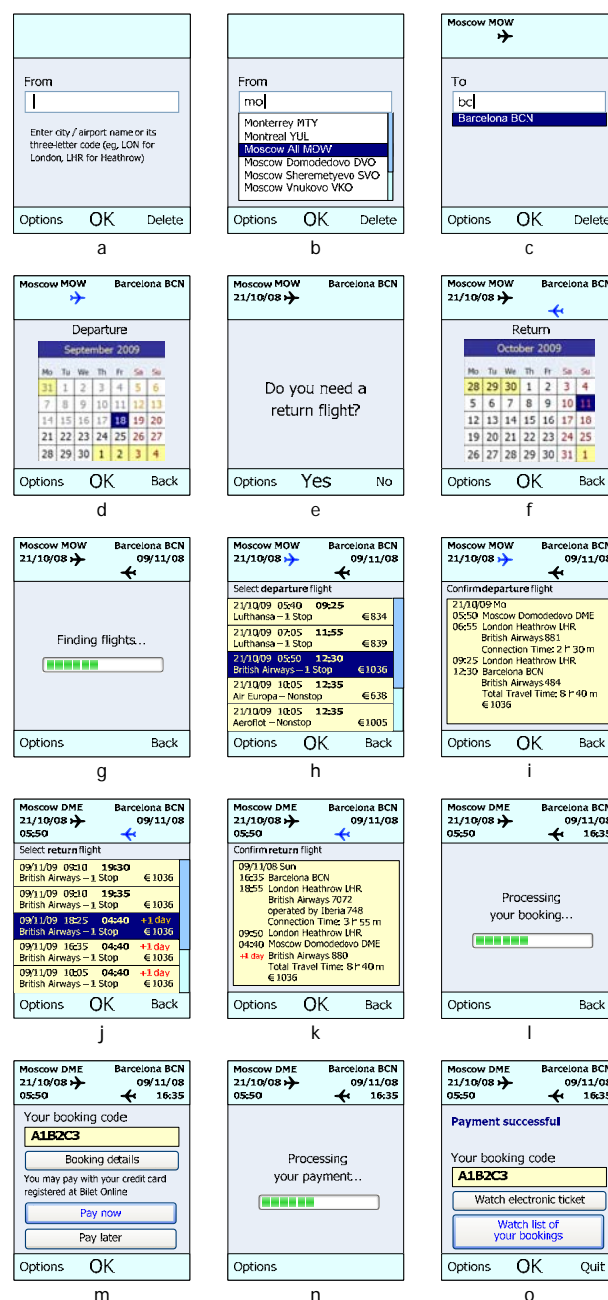 From
Enter city / airport name or its
three-letter code (eg, LON for
London, LHR for Heathrow)
Options OK Delete
a
From
mo
Monterrey MTY
Montreal YUL
Moscow All MOW
Moscow Domodedovo DVO
Moscow Sheremetyevo SVO
Moscow Vnukovo VKO
Options OK Delete
b
Moscow MOW
To
bc
Barcelona BCN
Options OK Delete
c
Moscow MOW Barcelona BCN
Departure
September 2009
Mo Tu We Th Fr Sa Su
31 1 2 3 4 5 6
7 8 9 10 11 12 13
14 15 16 17 18 19 20
21 22 23 24 25 26 27
28 29 30 1 2 3 4
Options OK Back
d
Moscow MOW Barcelona BCN
21/10/08
Do you need a
return flight?
Options Yes No
e
Moscow MOW Barcelona BCN
21/10/08
Return
October 2009
Mo Tu We Th Fr Sa Su
28 29 30 1 2 3 4
5 6 7 8 9 10 11
12 13 14 15 16 17 18
19 20 21 22 23 24 25
26 27 28 29 30 31 1
Options OK Back
f
Moscow MOW Barcelona BCN
21/10/08 09/11/08
Finding flights...
Options Back
g
Moscow MOW Barcelona BCN
21/10/08 09/11/08
Select departure flight
21/10/09 05:40 09:25
Lufthansa – 1 Stop €834
21/10/09 07:05 11:55
Lufthansa – 1 Stop €839
21/10/09 05:50 12:30
British Airways – 1 Stop €1036
21/10/09 10:05 12:35
Air Europa – Nonstop €638
21/10/09 10:05 12:35
Aeroflot – Nonstop €1005
Options OK Back
h
Moscow MOW Barcelona BCN
21/10/08 09/11/08
Confirm departure flight
21/10/09 Mo
05:50 Moscow Domodedovo DME
06:55 London Heathrow LHR
British Airways 881
Connection Time: 2 h 30 m
09:25 London Heathrow LHR
12:30 Barcelona BCN
British Airways 484
Total Travel Time: 8 h 40 m
€1036
Options OK Back
i
Moscow DME Barcelona BCN
21/10/08 09/11/08
05:50
Select return flight
09/11/09 09:10 19:30
British Airways – 1 Stop €1036
09/11/09 09:10 19:35
British Airways – 1 Stop €1036
09/11/09 18:25 04:40 +1 day
British Airways – 1 Stop €1036
09/11/09 16:35 04:40 +1 day
British Airways – 1 Stop €1036
09/11/09 10:05 04:40 +1 day
British Airways – 1 Stop €1036
Options OK Back
j
Moscow DME Barcelona BCN
21/10/08 09/11/08
05:50
Confirm return flight
09/11/08 Sun
16:35 Barcelona BCN
18:55 London Heathrow LHR
British Airways 7072
operated by Iberia 748
Connection Time: 3 h 55 m
09:50 London Heathrow LHR
04:40 Moscow Domodedovo DME
+1 day British Airways 880
Total Travel Time: 8 h 40 m
€1036
Options OK Back
k
Moscow DME Barcelona BCN
21/10/08 09/11/08
05:50 16:35
Processing
your booking...
Options Back
l
Moscow DME Barcelona BCN
21/10/08 09/11/08
05:50 16:35
Your booking code
A1B2C3
Booking details
You may pay with your credit card
registered at Bilet Online
Pay now
Pay later
Options OK
m
Moscow DME Barcelona BCN
21/10/08 09/11/08
05:50 16:35
Processing
your payment...
Options
n
Moscow DME Barcelona BCN
21/10/08 09/11/08
05:50 16:35
Payment successful
Your booking code
A1B2C3
Watch electronic ticket
Watch list of
your bookings
Options OK Quit
o